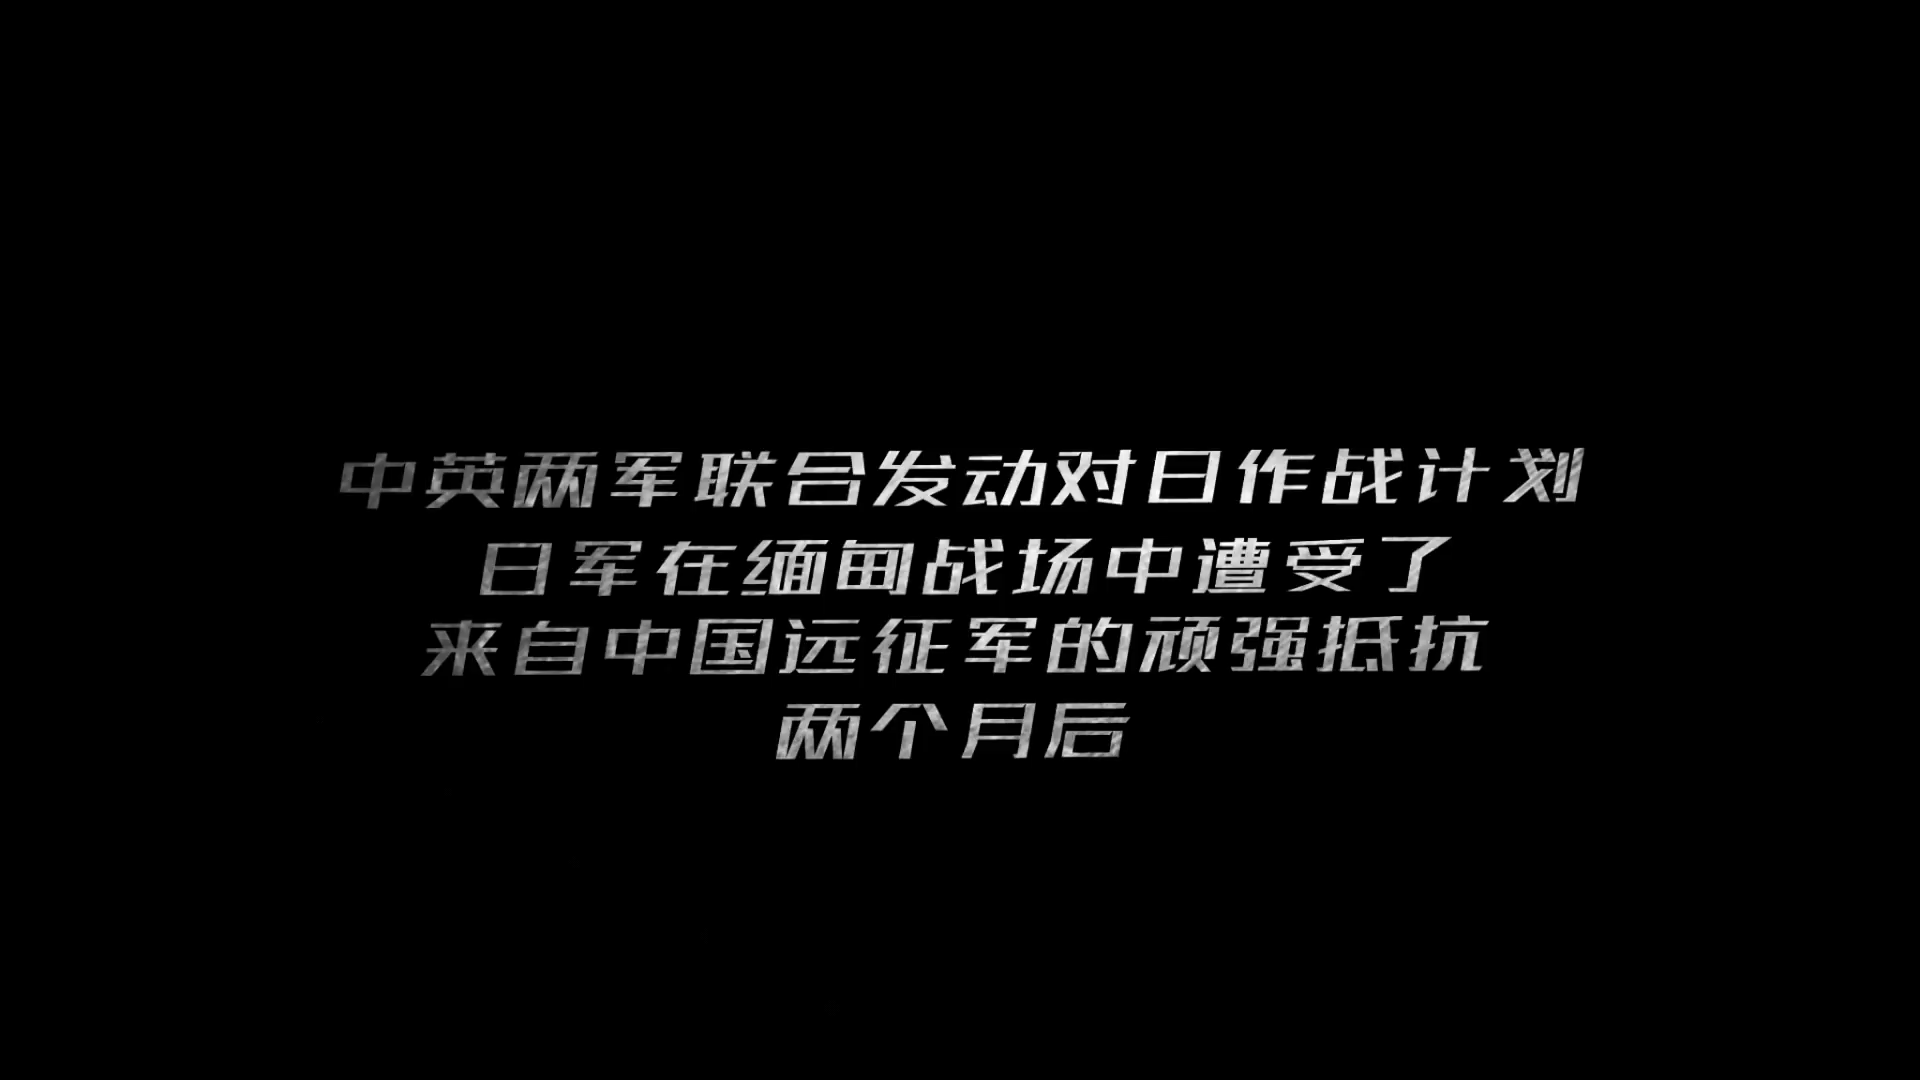 中英两军联合发动对日作战计划
日军在缅甸战场中遭受了
来自中国远征军的顽强抵抗
两个月后